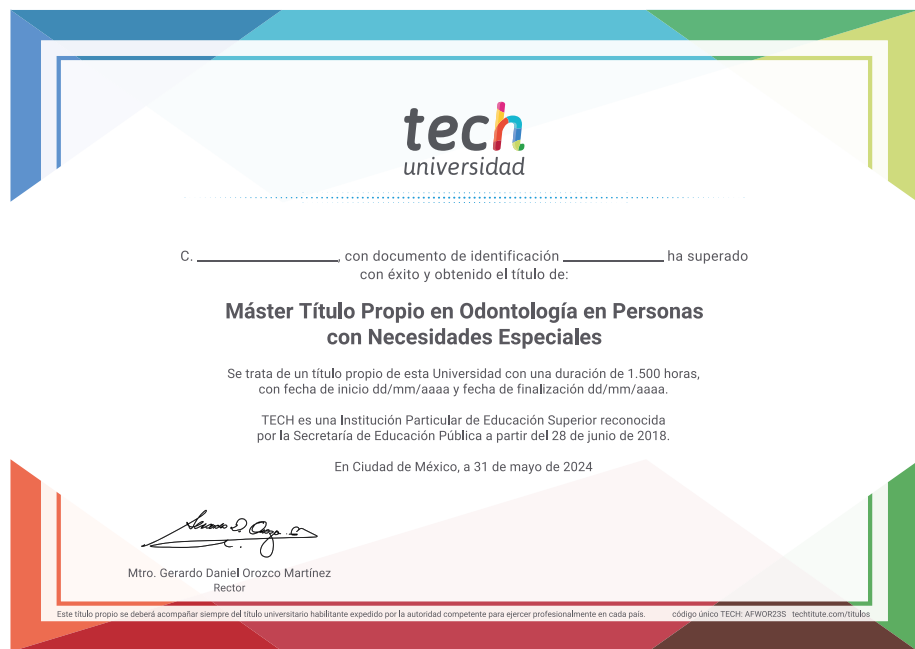 tech
universidad
C. ____________________, con documento de identificación ______________ ha superado
con éxito y obtenido el título de:
Máster Título Propio en Odontología en Personas
con Necesidades Especiales
Se trata de un título propio de esta Universidad con una duración de 1.500 horas,
con fecha de inicio dd/mm/aaaa y fecha de finalización dd/mm/aaaa.
TECH es una Institución Particular de Educación Superior reconocida
por la Secretaría de Educación Pública a partir del 28 de junio de 2018.
En Ciudad de México, a 31 de mayo de 2024
Mtro. Gerardo Daniel Orozco Martínez
Rector
Este título propio se deberá acompañar siempre del título universitario habilitante expedido por la autoridad competente para ejercer profesionalmente en cada país. código único TECH: AFWOR23S techtitute.com/titulos